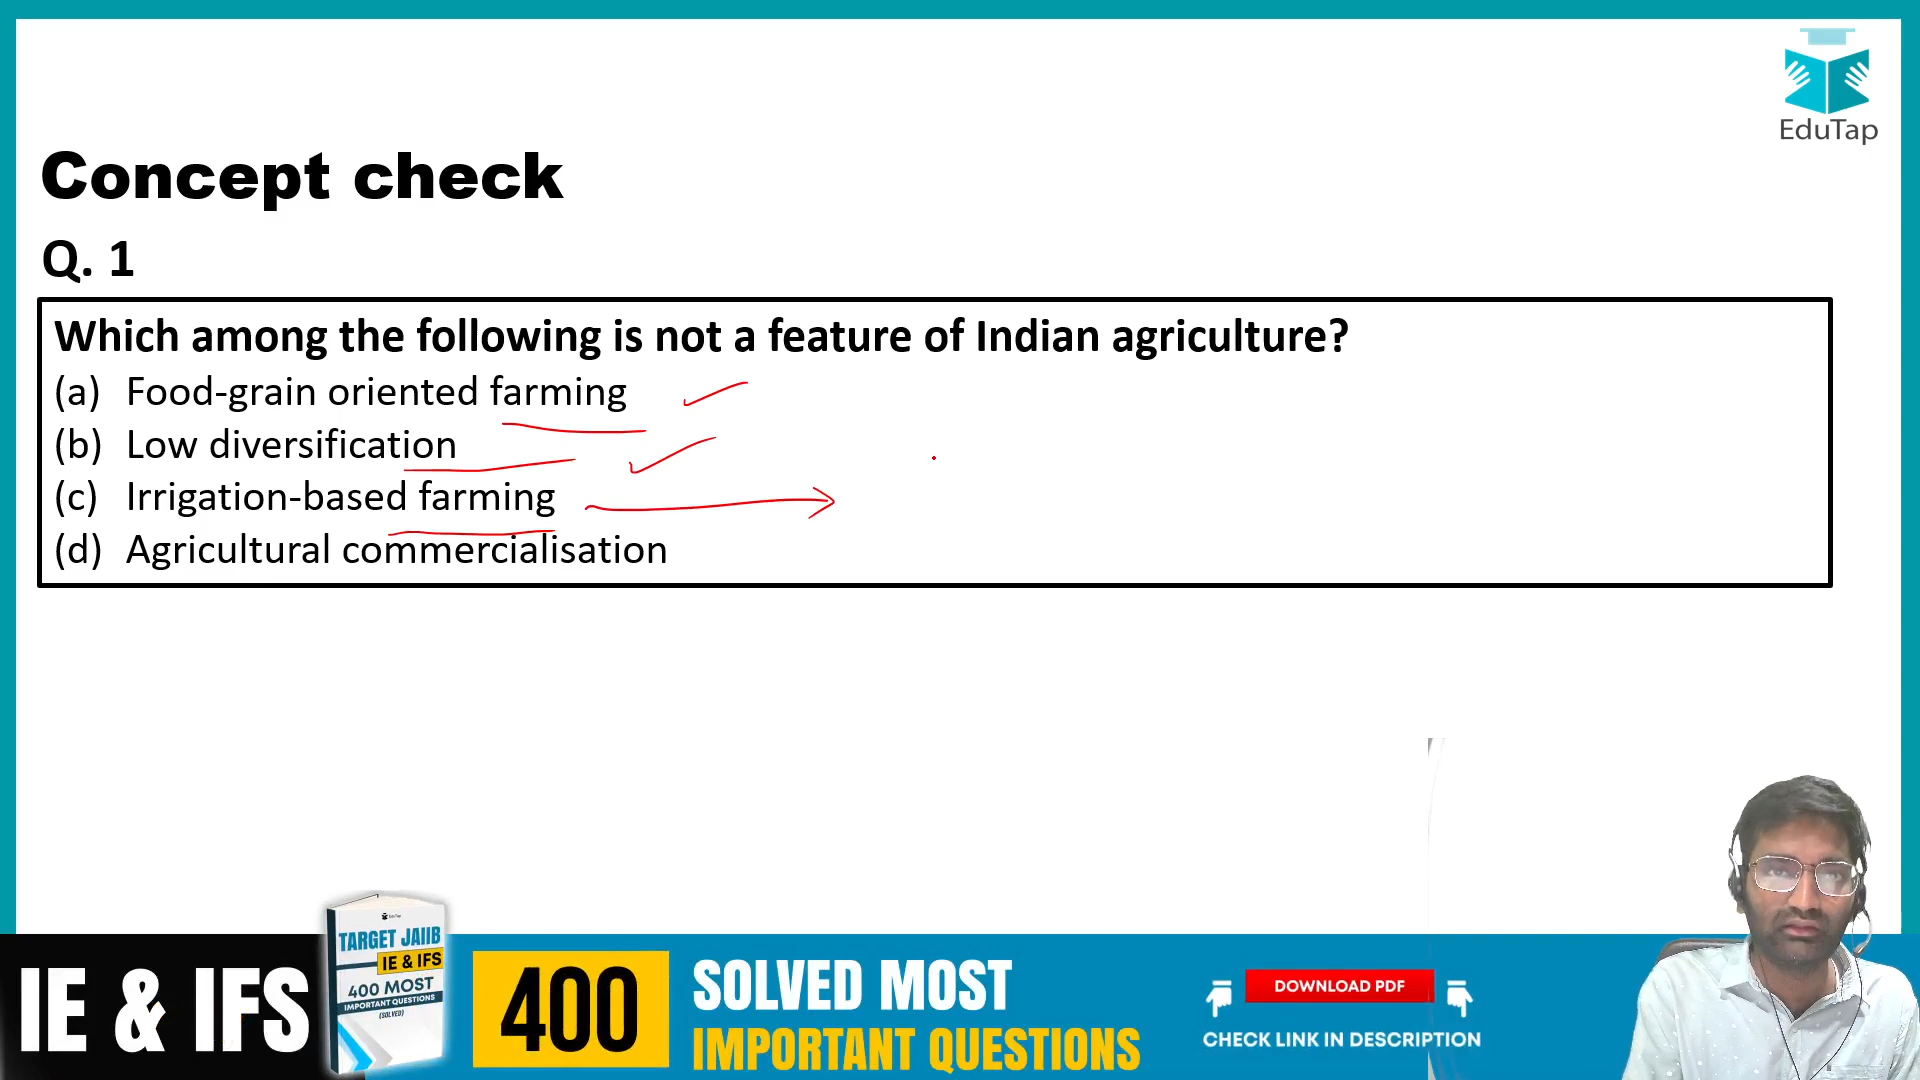 EduTap
Concept check
Q. 1
Which among the following is not a feature of Indian agriculture?
(a) Food-grain oriented farming
(b) Low diversification
(c) Irrigation-based farming
(d) Agricultural commercialisation
IE & IFS
EduTap
TARGET JAIIB
IE & IFS
400 MOST
IMPORTANT QUESTIONS
(SOLVED)
400
SOLVED MOST
IMPORTANT QUESTIONS
DOWNLOAD PDF
CHECK LINK IN DESCRIPTION